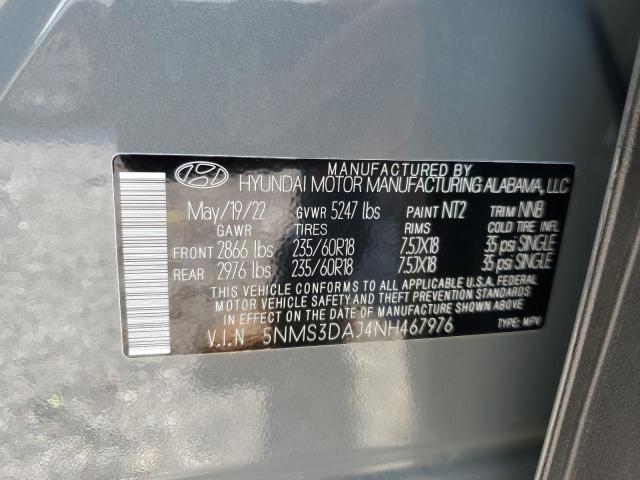 MANUFACTURED BY
HYUNDAI MOTOR MANUFACTURING ALABAMA, LLC
May/19/22 GVWR 5247 lbs PAINT NT2 TRIM NNB
GAWR TIRES RIMS COLD TIRE INFL
FRONT 2866 lbs 235/60R18 7.5JX18 35 psi SINGLE
REAR 2976 lbs 235/60R18 7.5JX18 35 psi SINGLE
THIS VEHICLE CONFORMS TO ALL APPLICABLE U.S.A. FEDERAL
MOTOR VEHICLE SAFETY STANDARDS
IN EFFECT ON THE DATE OF MANUFACTURE SHOWN ABOVE.
V.I.N 5NMS3DAJ4NH467976 TYPE: MPV